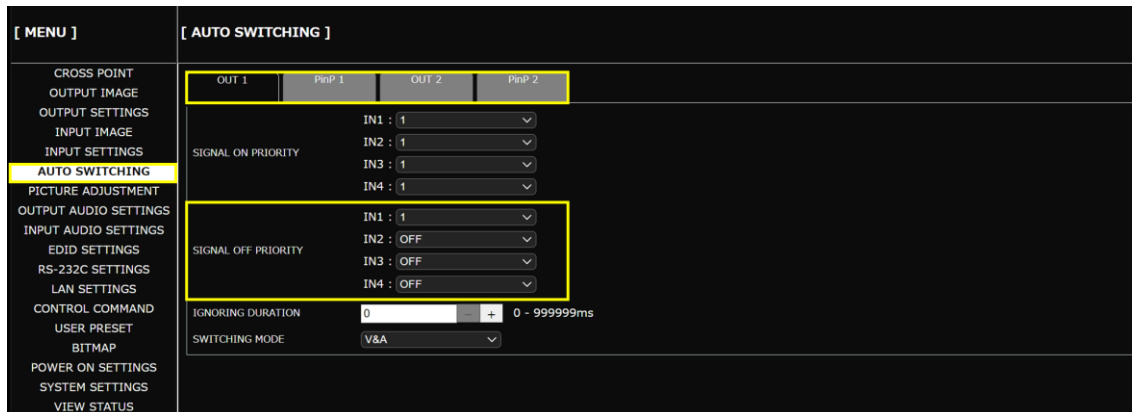 [ MENU ]
[ AUTO SWITCHING ]
CROSS POINT
OUTPUT IMAGE
OUTPUT SETTINGS
INPUT IMAGE
INPUT SETTINGS
AUTO SWITCHING
PICTURE ADJUSTMENT
OUTPUT AUDIO SETTINGS
INPUT AUDIO SETTINGS
EDID SETTINGS
RS-232C SETTINGS
LAN SETTINGS
CONTROL COMMAND
USER PRESET
BITMAP
POWER ON SETTINGS
SYSTEM SETTINGS
VIEW STATUS
OUT 1 PinP 1 OUT 2 PinP 2
SIGNAL ON PRIORITY
IN1 : 1
IN2 : 1
IN3 : 1
IN4 : 1
SIGNAL OFF PRIORITY
IN1 : 1
IN2 : OFF
IN3 : OFF
IN4 : OFF
IGNORING DURATION 0 - + 0 - 999999ms
SWITCHING MODE V&A